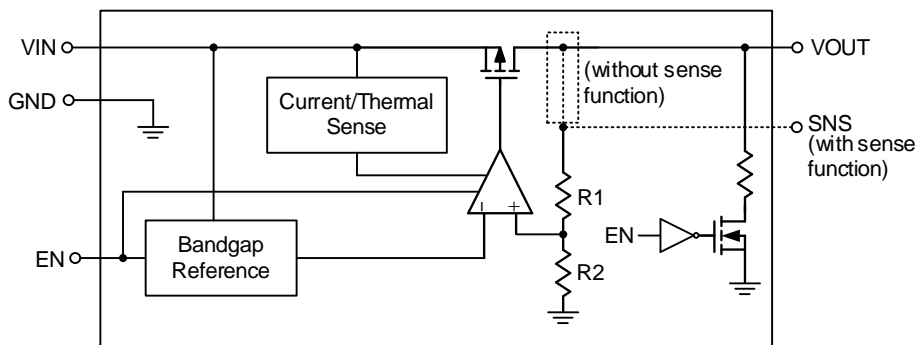 VIN
VOUT
(without sense
function)
Current/Thermal
Sense
GND
SNS
(with sense
function)
R1
EN
Bandgap
Reference
EN
R2